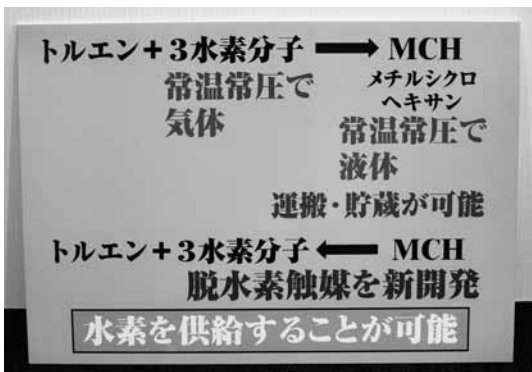 トルエン＋3水素分子 ➡ MCH
常温常圧で
気体
メチルシクロ
ヘキサン
常温常圧で
液体
運搬・貯蔵が可能
トルエン＋3水素分子 ⬅ MCH
脱水素触媒を新開発
水素を供給することが可能